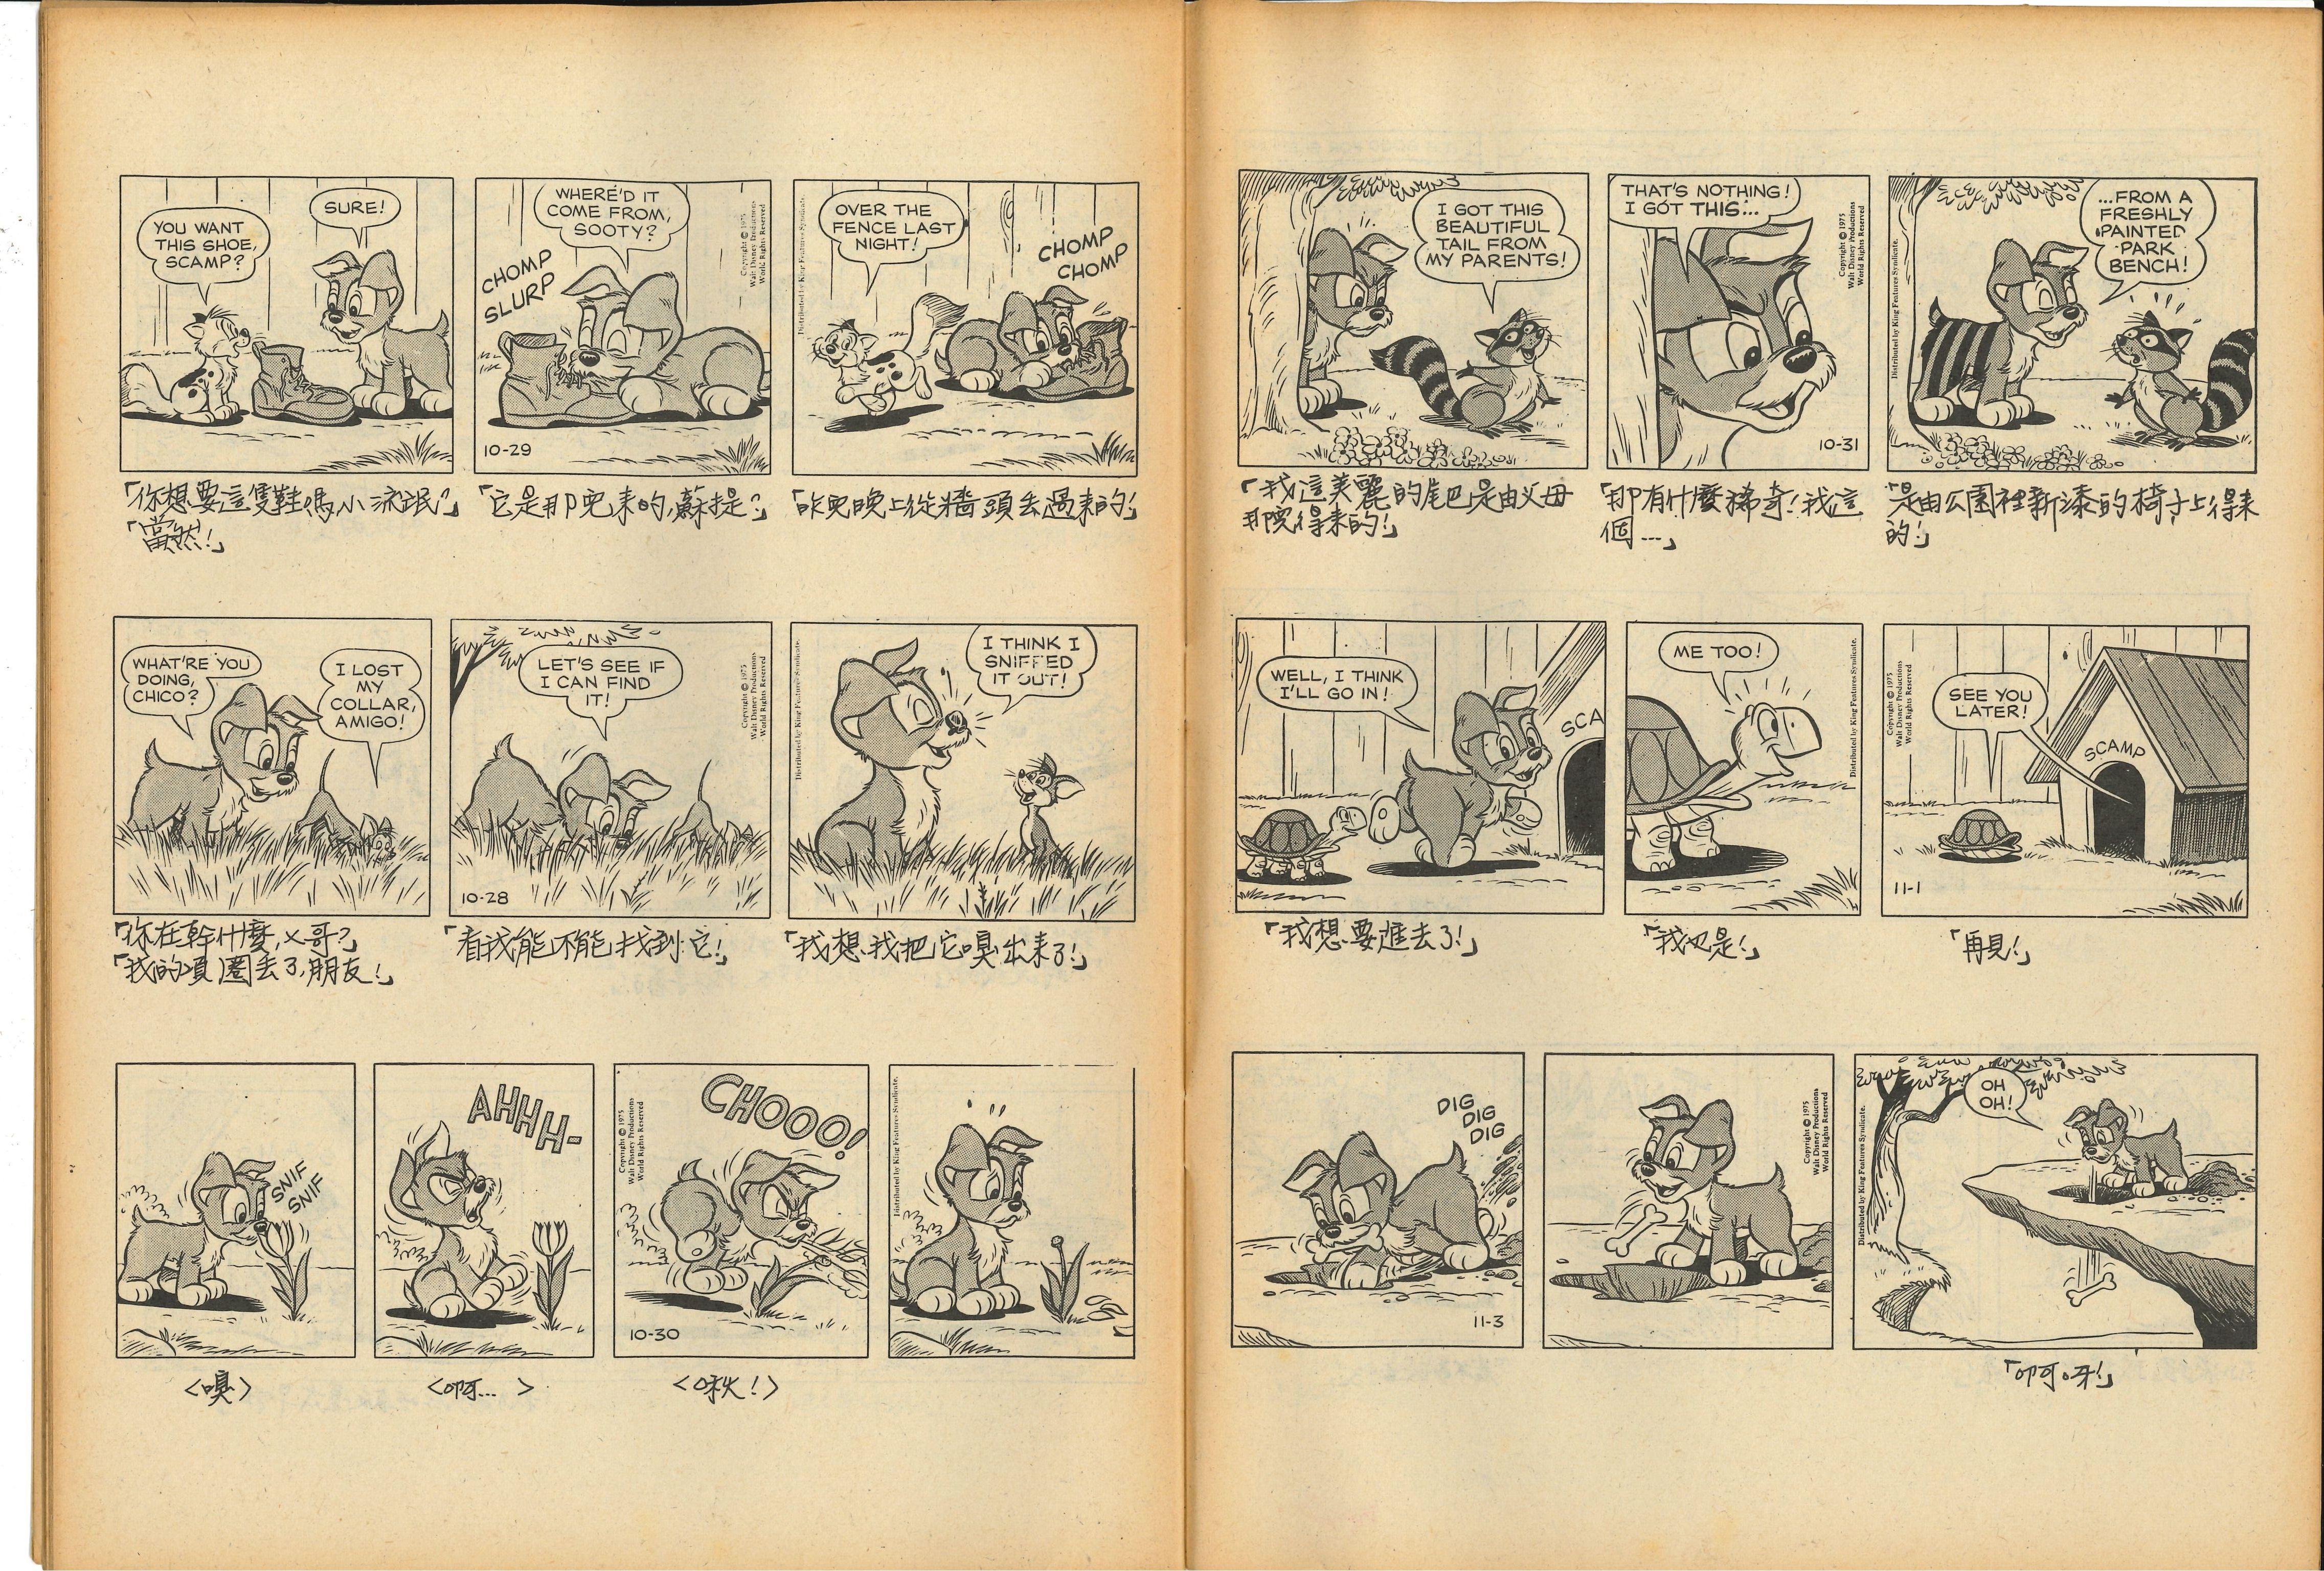 YOU WANT
THIS SHOE,
SCAMP?
SURE!
CHOMP
SLURP
WHERE'D IT
COME FROM,
SOOTY?
Copyright © 1975
Walt Disney Productions
World Rights Reserved
10-29
Distributed by King Features Syndicate.
OVER THE
FENCE LAST
NIGHT!
CHOMP
CHOMP
「你想要這隻鞋嗎小流氓?」
「當然!」
「它是那兜来的,蘇提?」
「昨兜晚上從牆頭丢過来的!」
WHAT'RE YOU
DOING,
CHICO?
I LOST
MY
COLLAR,
AMIGO!
LET'S SEE IF
I CAN FIND
IT!
Copyright © 1975
Walt Disney Productions
World Rights Reserved
10-28
Distributed by King Features Syndicate.
I THINK I
SNIFFED
IT OUT!
「你在幹什麼,乂哥?」
「我的項圈丢了,朋友!」
「看我能不能找到它!」
「我想我把它嗅出来了!」
SNIF
SNIF
AHHH-
Copyright © 1975
Walt Disney Productions
World Rights Reserved
CHOOO!
10-30
Distributed by King Features Syndicate.
<嗅>
<啊... >
<啾!>
I GOT THIS
BEAUTIFUL
TAIL FROM
MY PARENTS!
THAT'S NOTHING!
I GOT THIS...
Copyright © 1975
Walt Disney Productions
World Rights Reserved
10-31
Distributed by King Features Syndicate.
...FROM A
FRESHLY
PAINTED
PARK
BENCH!
「我這美麗的尾巴是由父母
那兜得来的!」
「那有什麼稀奇!我這
個...」
「是由公園裡新漆的椅子上得来
的!」
WELL, I THINK
I'LL GO IN!
SCA
ME TOO!
Distributed by King Features Syndicate.
Copyright © 1975
Walt Disney Productions
World Rights Reserved
SEE YOU
LATER!
SCAMP
11-1
「我想要進去了!」
「我也是!」
「再見!」
DIG
DIG
DIG
11-3
Copyright © 1975
Walt Disney Productions
World Rights Reserved
Distributed by King Features Syndicate.
OH
OH!
「啊呀!」